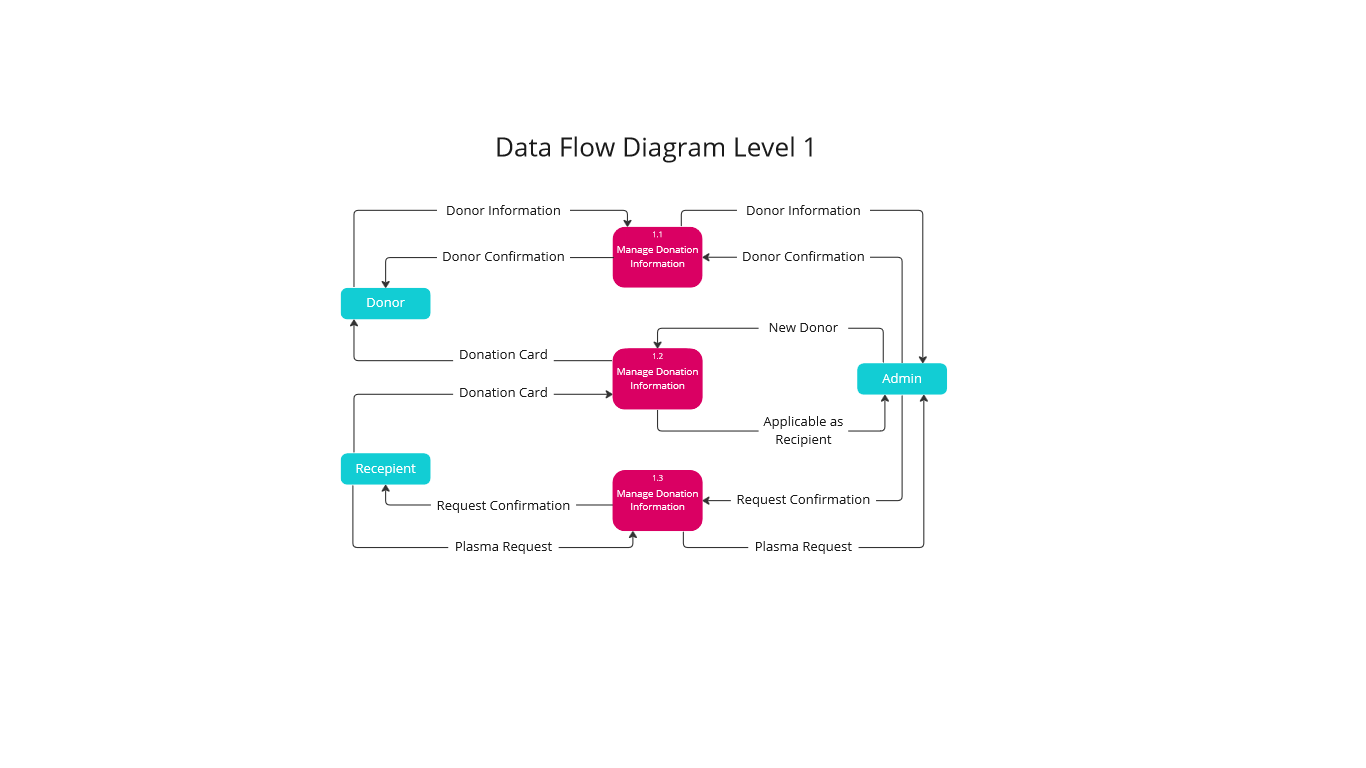 Data Flow Diagram Level 1
Donor Information
Donor Information
1.1
Manage Donation
Information
Donor Confirmation
Donor Confirmation
Donor
New Donor
Donation Card
1.2
Manage Donation
Information
Admin
Donation Card
Applicable as
Recipient
Recepient
1.3
Manage Donation
Information
Request Confirmation
Request Confirmation
Plasma Request
Plasma Request